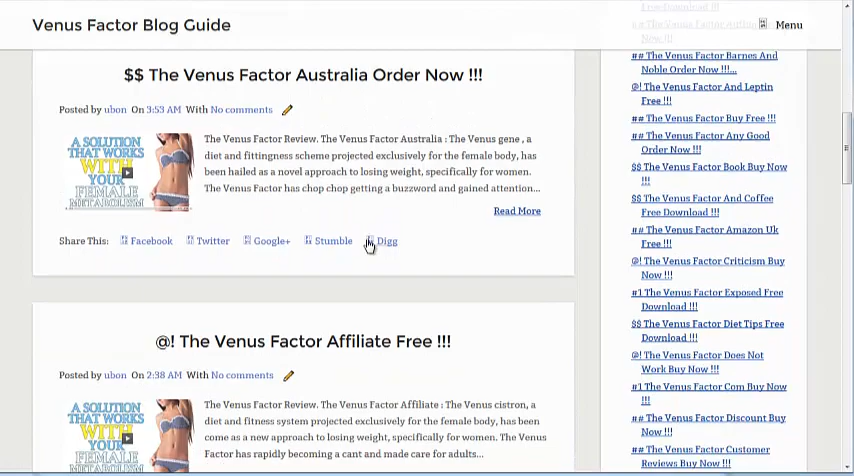 Venus Factor Blog Guide
Menu
$$ The Venus Factor Australia Order Now !!!
Posted by ubon On 3:53 AM With No comments
A SOLUTION
THAT WORKS
WITH
YOUR
FEMALE
METABOLISM
The Venus Factor Review. The Venus Factor Australia : The Venus gene , a
diet and fittingness scheme projected exclusively for the female body, has
been hailed as a novel approach to losing weight, specifically for women.
The Venus Factor has chop chop getting a buzzword and gained attention...
Read More
Share This: Facebook Twitter Google+ Stumble Digg
@! The Venus Factor Affiliate Free !!!
Posted by ubon On 2:38 AM With No comments
A SOLUTION
THAT WORKS
WITH
YOUR
FEMALE
The Venus Factor Review. The Venus Factor Affiliate : The Venus cistron, a
diet and fitness system projected exclusively for the female body, has been
come as a new approach to losing weight, specifically for women. The Venus
Factor has rapidly becoming a cant and made care for adults...
Free Download !!!
Now !!!
## The Venus Factor Barnes And
Noble Order Now !!!...
@! The Venus Factor And Leptin
Free !!!
## The Venus Factor Buy Free !!!
## The Venus Factor Any Good
Order Now !!!
$$ The Venus Factor Book Buy Now
!!!
$$ The Venus Factor And Coffee
Free Download !!!
## The Venus Factor Amazon Uk
Free !!!
@! The Venus Factor Criticism Buy
Now !!!
#1 The Venus Factor Exposed Free
Download !!!
$$ The Venus Factor Diet Tips Free
Download !!!
@! The Venus Factor Does Not
Work Buy Now !!!
#1 The Venus Factor Com Buy Now
!!!
## The Venus Factor Discount Buy
Now !!!
## The Venus Factor Customer
Reviews Buy Now !!!